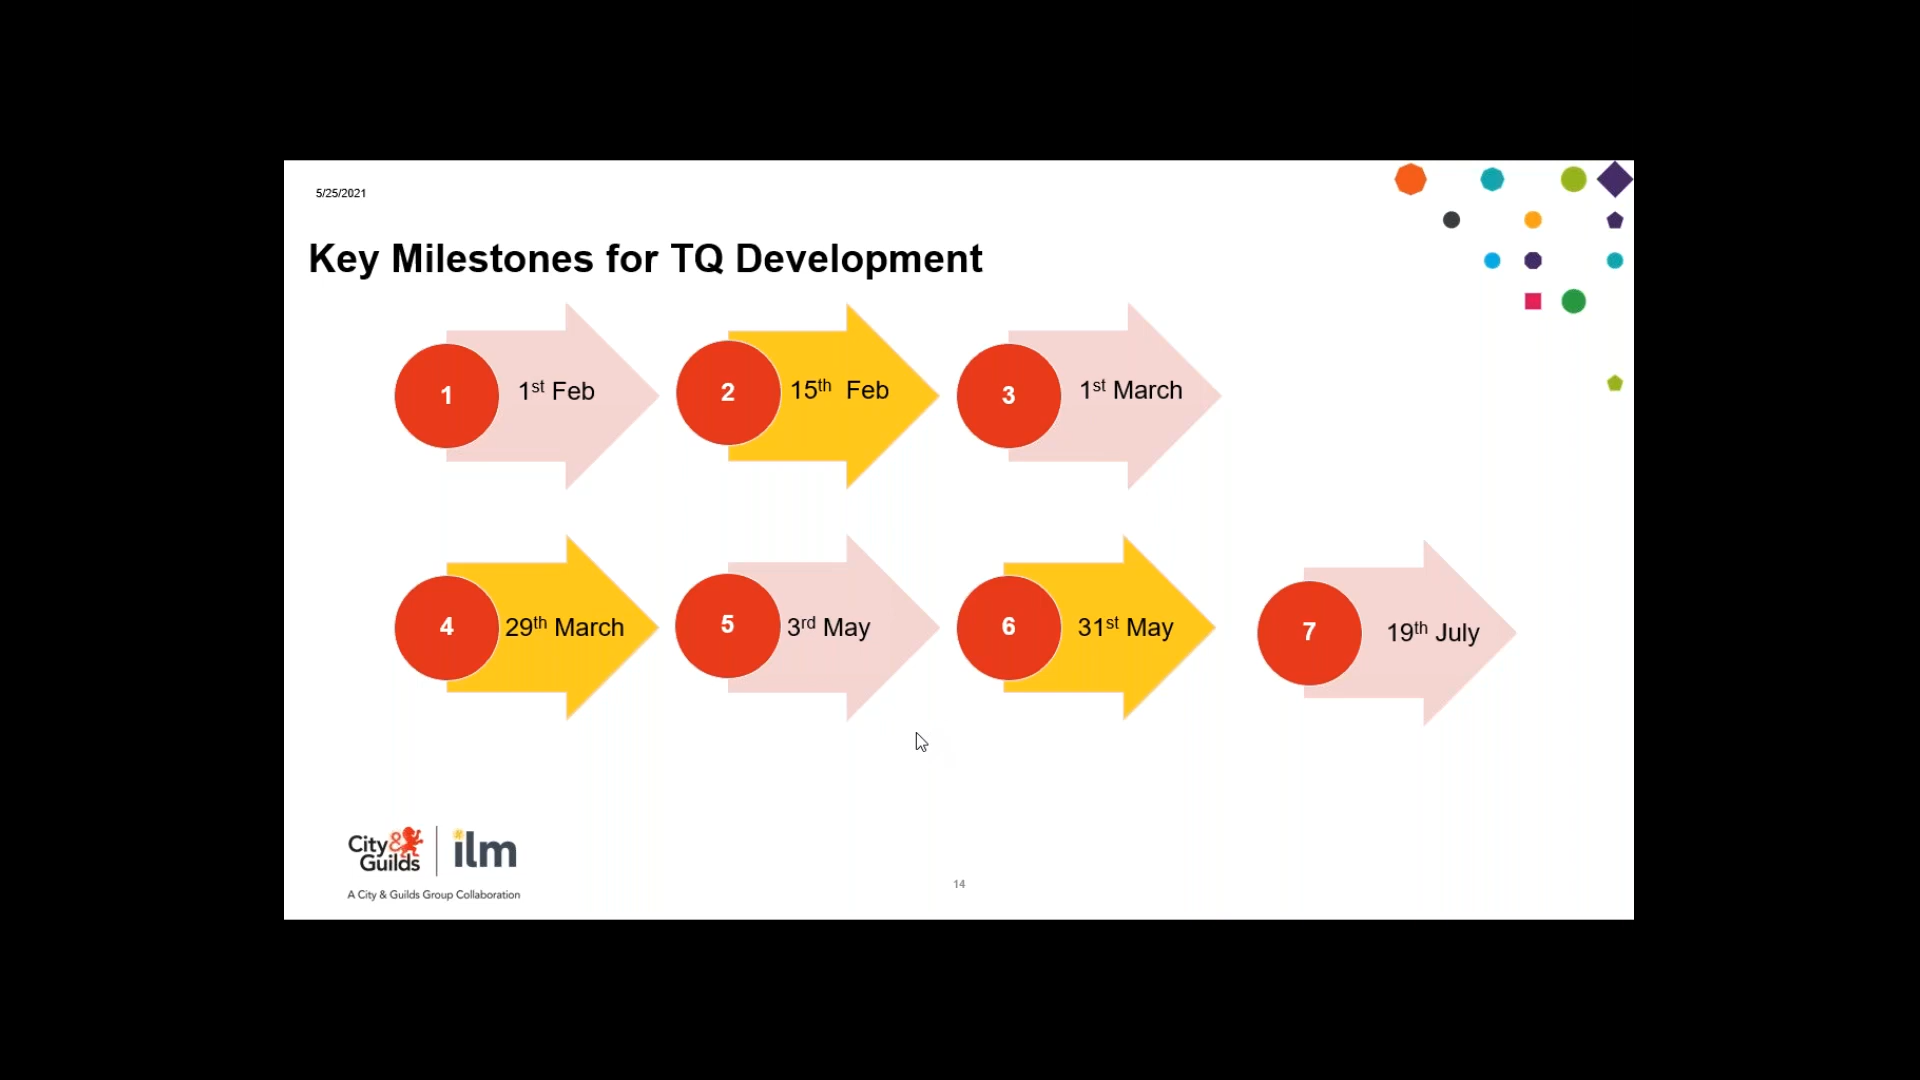 5/25/2021
Key Milestones for TQ Development
1 1st Feb
2 15th Feb
3 1st March
4 29th March
5 3rd May
6 31st May
7 19th July
City & Guilds
ilm
A City & Guilds Group Collaboration
14